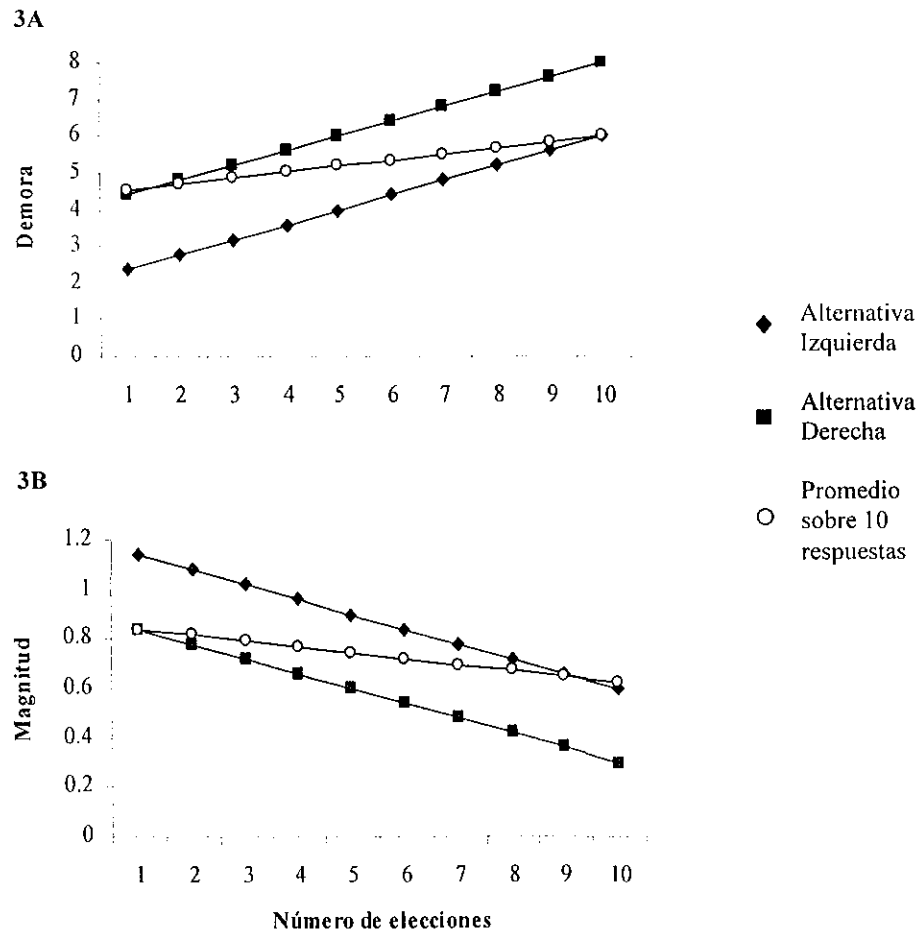 3A
8
7
6
5
4
3
2
1
0
Demora
1 2 3 4 5 6 7 8 9 10
Alternativa
Izquierda
Alternativa
Derecha
Promedio
sobre 10
respuestas
3B
1.2
1
0.8
0.6
0.4
0.2
0
Magnitud
1 2 3 4 5 6 7 8 9 10
Número de elecciones